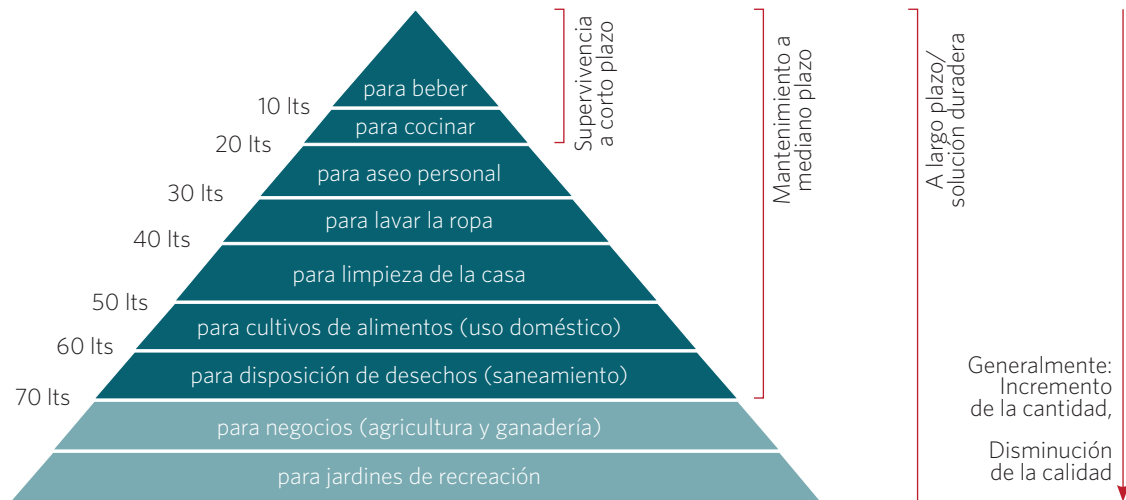 para beber
10 lts
para cocinar
20 lts
para aseo personal
30 lts
para lavar la ropa
40 lts
para limpieza de la casa
50 lts
para cultivos de alimentos (uso doméstico)
60 lts
para disposición de desechos (saneamiento)
70 lts
para negocios (agricultura y ganadería)
para jardines de recreación
Supervivencia
a corto plazo
Mantenimiento a
mediano plazo
A largo plazo/
solución duradera
Generalmente:
Incremento
de la cantidad,
Disminución
de la calidad